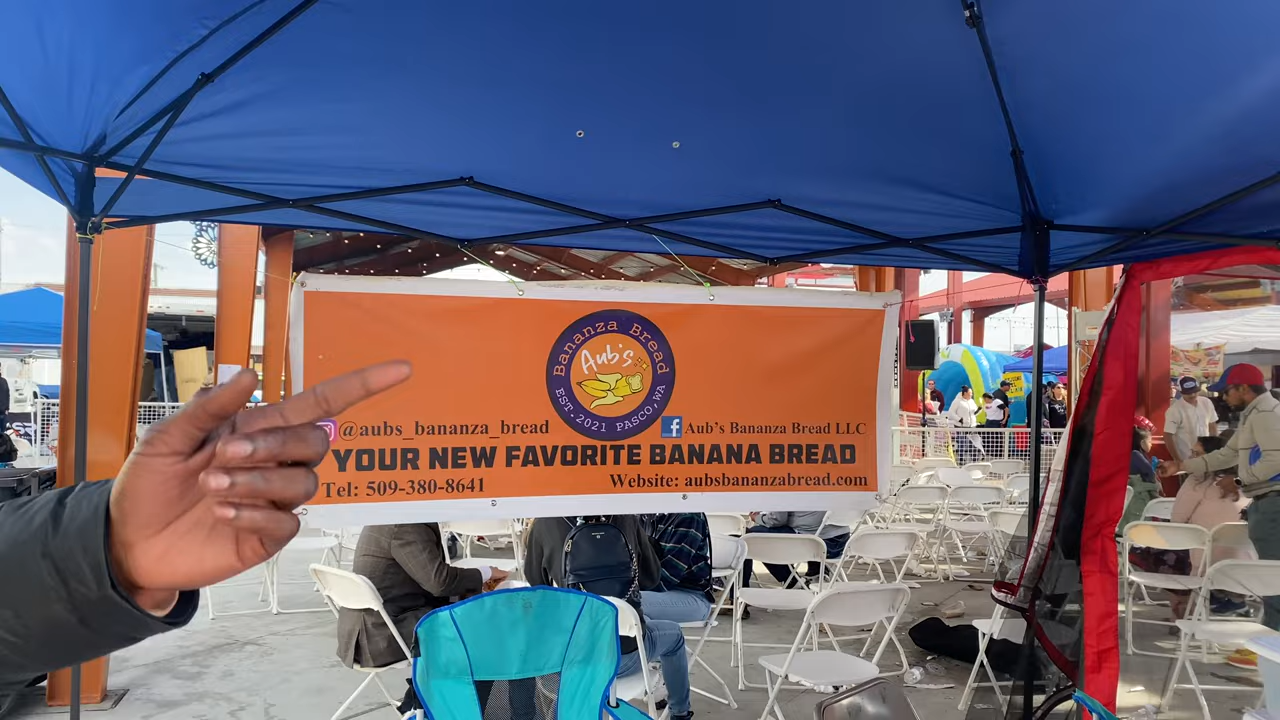 Bananza Bread
Aub's
EST. 2021 PASCO, WA
@aubs_bananza_bread
Aub's Bananza Bread LLC
YOUR NEW FAVORITE BANANA BREAD
Tel: 509-380-8641
Website: aubsbananzabread.com